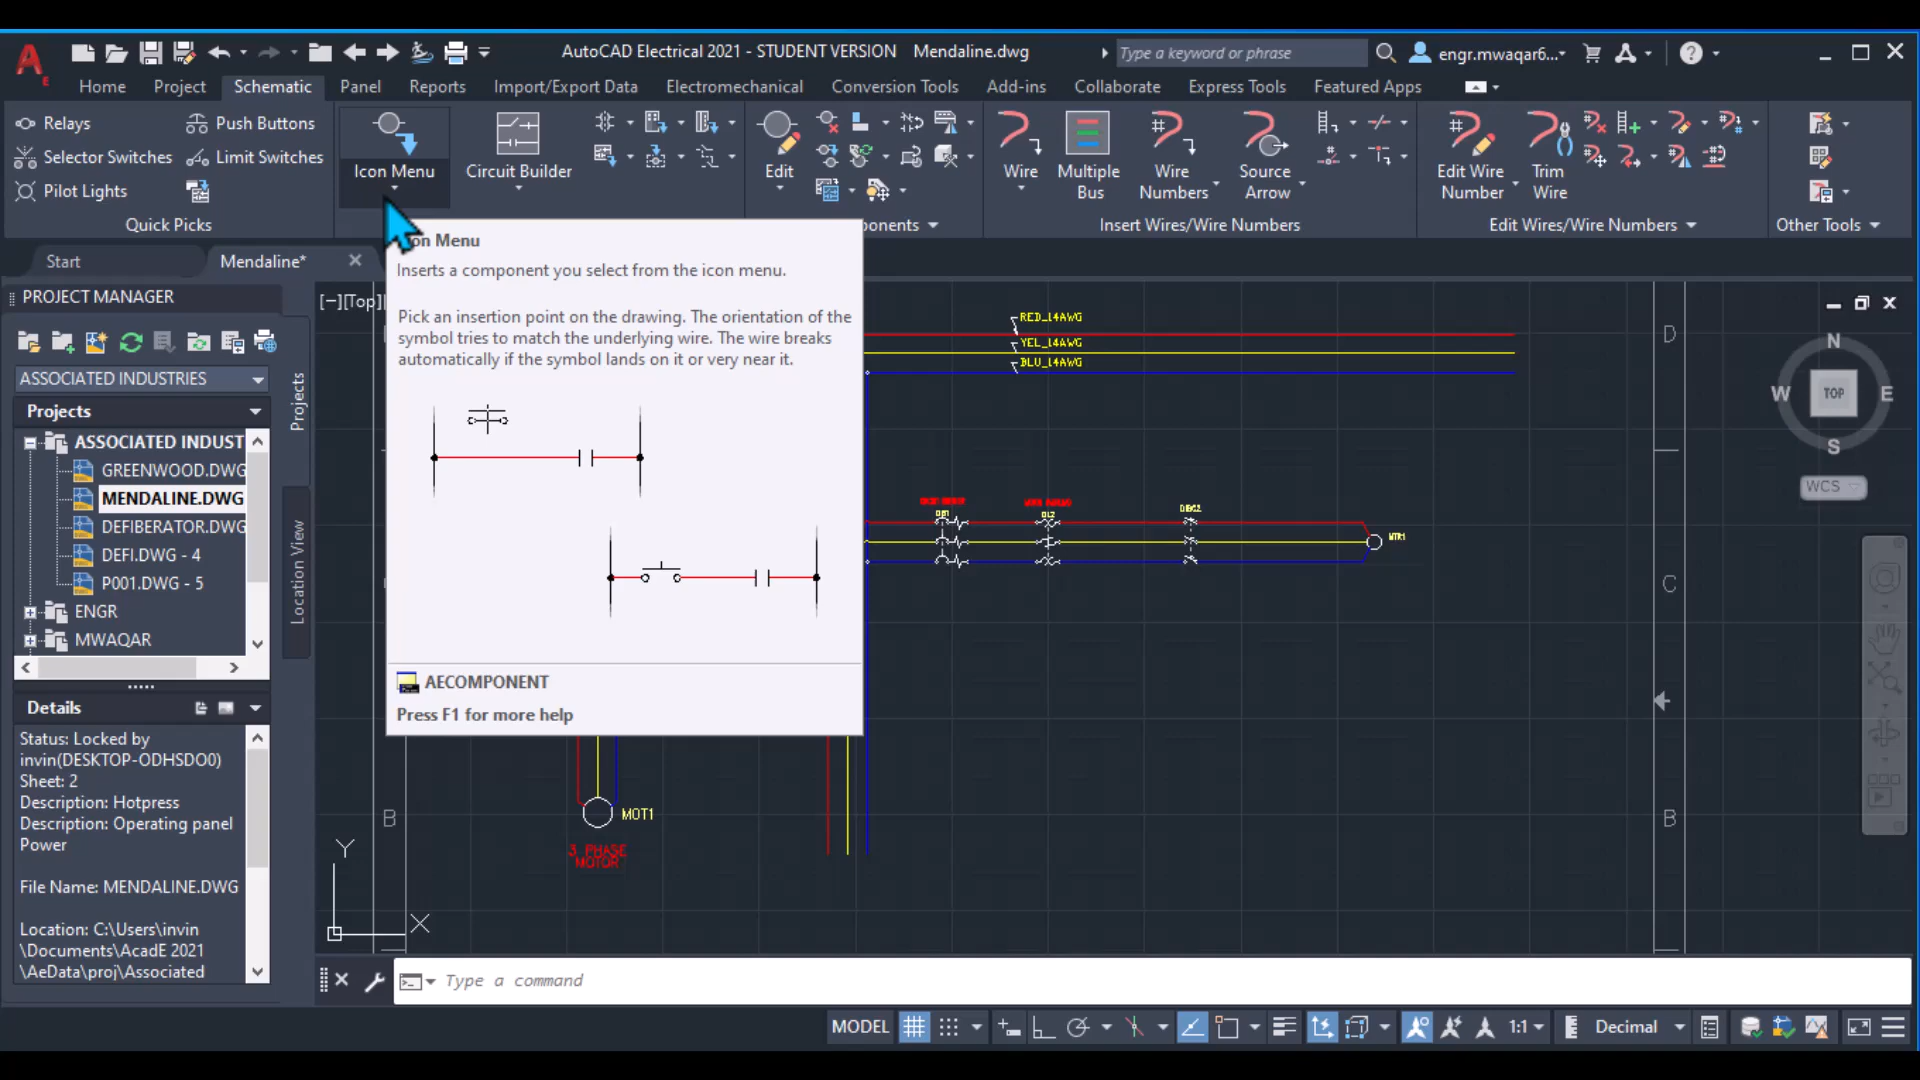 AutoCAD Electrical 2021 - STUDENT VERSION Mendaline.dwg
Type a keyword or phrase
engr.mwaqar6...
Home Project Schematic Panel Reports Import/Export Data Electromechanical Conversion Tools Add-ins Collaborate Express Tools Featured Apps
Relays
Push Buttons
Selector Switches
Limit Switches
Pilot Lights
Quick Picks
Icon Menu
Circuit Builder
Edit
Wire
Multiple
Bus
Wire
Numbers
Source
Arrow
Insert Wires/Wire Numbers
Edit Wire
Number
Trim
Wire
Edit Wires/Wire Numbers
Other Tools
Start
Mendaline*
PROJECT MANAGER
ASSOCIATED INDUSTRIES
Projects
ASSOCIATED INDUST
GREENWOOD.DWG
MENDALINE.DWG
DEFIBERATOR.DWG
DEFI.DWG - 4
P001.DWG - 5
ENGR
MWAQAR
Projects
Location View
Details
Status: Locked by
invin(DESKTOP-ODHSDO0)
Sheet: 2
Description: Hotpress
Description: Operating panel
Power
File Name: MENDALINE.DWG
Location: C:\Users\invin
\Documents\AcadE 2021
\AeData\proj\Associated
[−][Top]
Inserts a component you select from the icon menu.
Pick an insertion point on the drawing. The orientation of the
symbol tries to match the underlying wire. The wire breaks
automatically if the symbol lands on it or very near it.
AECOMPONENT
Press F1 for more help
RED_14AWG
YEL_14AWG
BLU_14AWG
MTR1
MOT1
3 PHASE
MOTOR
D
C
B
B
N
W
TOP
E
S
WCS
Y
X
Type a command
MODEL
1:1
Decimal